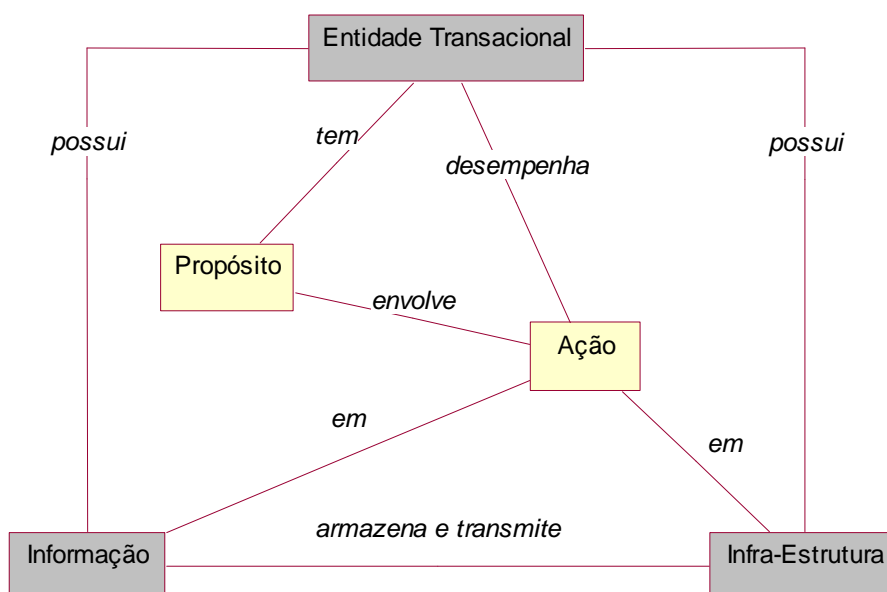 Entidade Transacional
possui
tem
desempenha
possui
Propósito
envolve
Ação
em
em
armazena e transmite
Informação
Infra-Estrutura